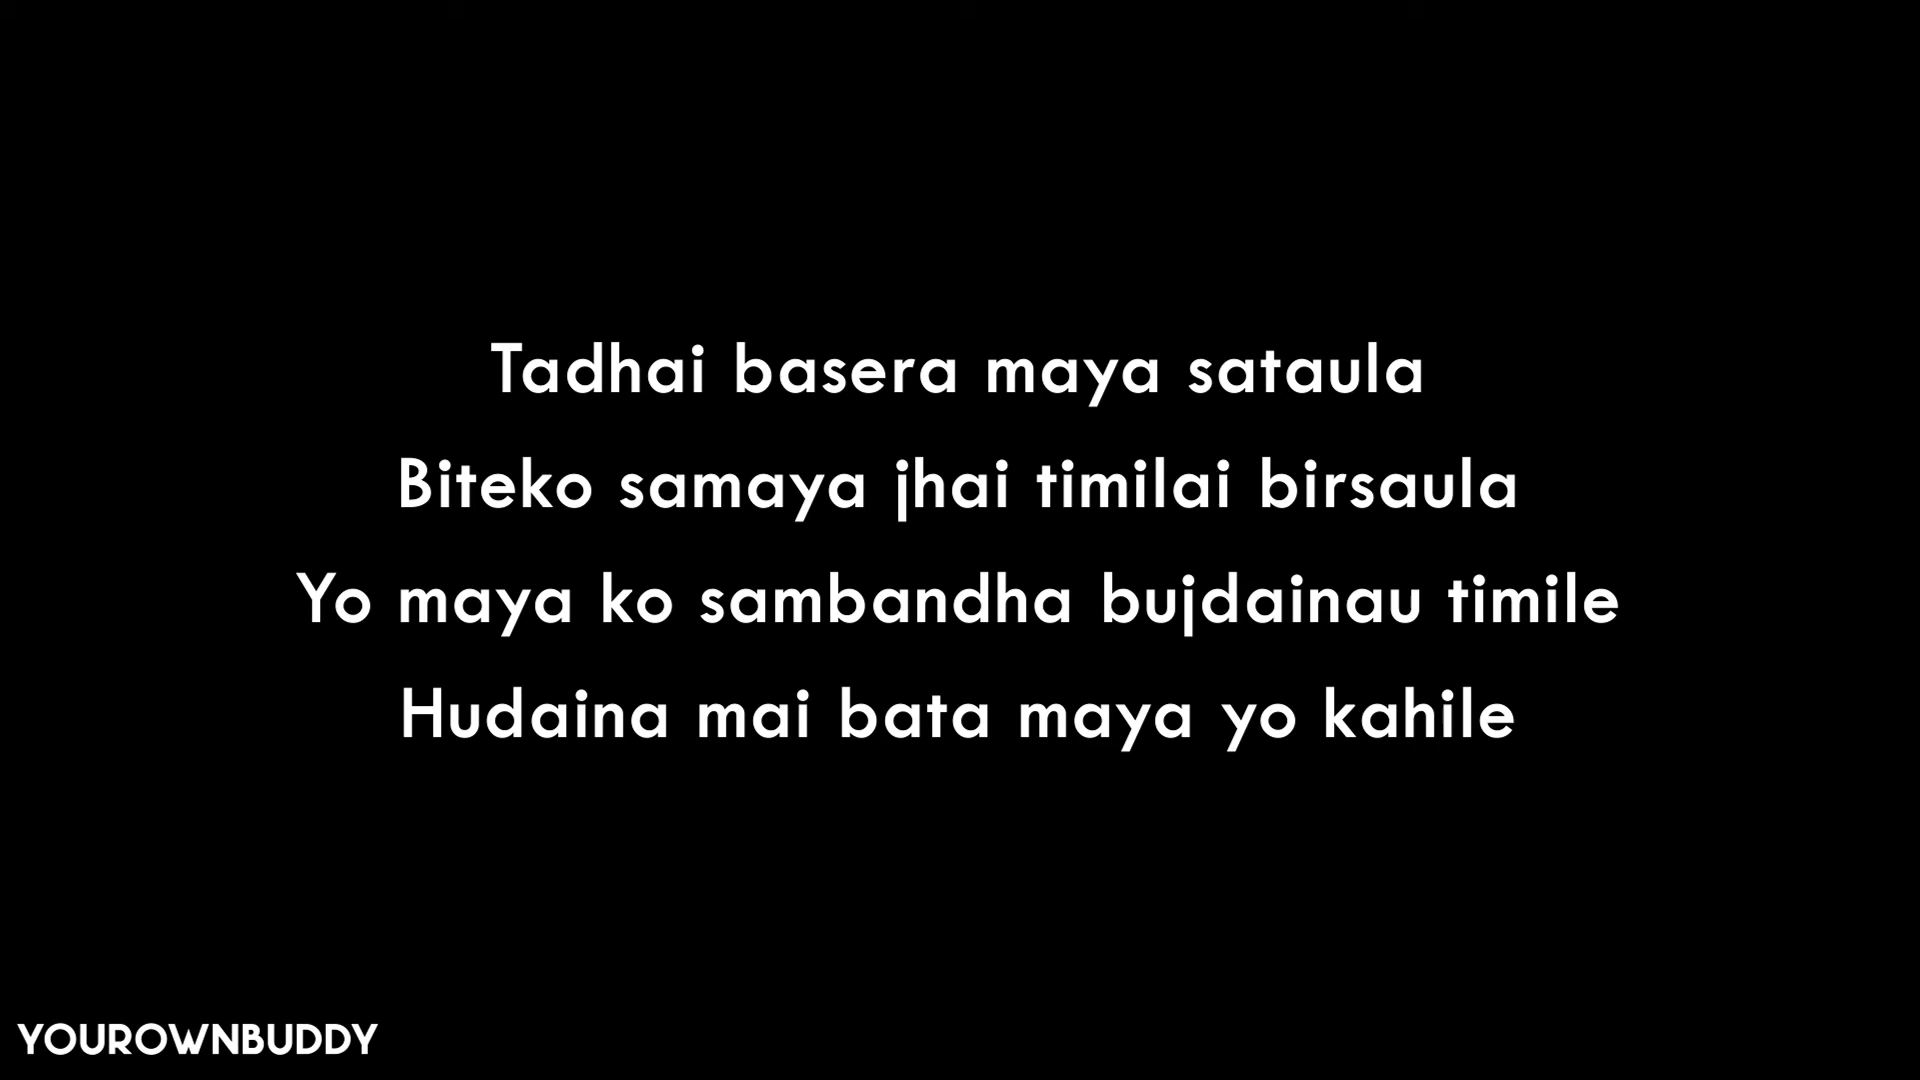 Tadhai basera maya sataula
Biteko samaya jhai timilai birsaula
Yo maya ko sambandha bujdainau timile
Hudaina mai bata maya yo kahile
YOUROWNBUDDY